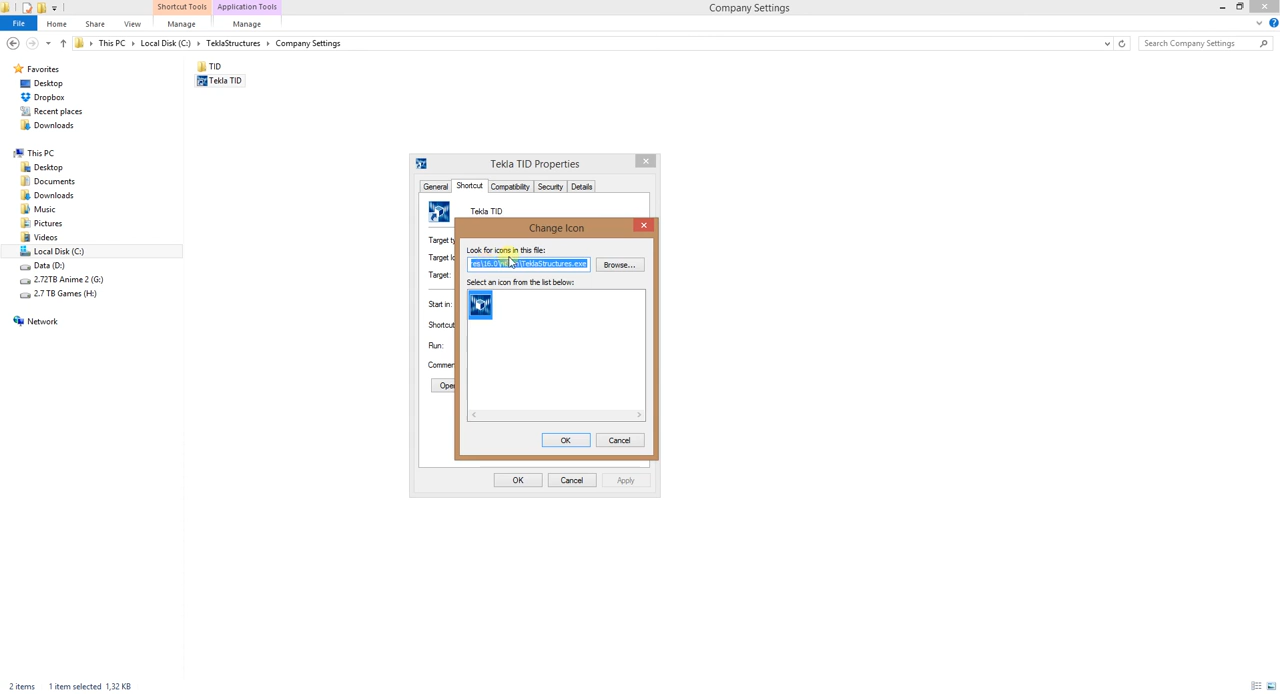 Shortcut Tools
Application Tools
Company Settings
File
Home
Share
View
Manage
Manage
This PC
Local Disk (C:)
TeklaStructures
Company Settings
Search Company Settings
Favorites
Desktop
Dropbox
Recent places
Downloads
This PC
Desktop
Documents
Downloads
Music
Pictures
Videos
Local Disk (C:)
Data (D:)
2.72TB Anime 2 (G:)
2.7 TB Games (H:)
Network
TID
Tekla TID
Tekla TID Properties
General
Shortcut
Compatibility
Security
Details
Tekla TID
Target ty
Target lo
Target:
Start in:
Shortcut
Run:
Commen
Oper
Change Icon
Look for icons in this file:
Browse...
Select an icon from the list below:
OK
Cancel
OK
Cancel
Apply
2 items
1 item selected 1,32 KB